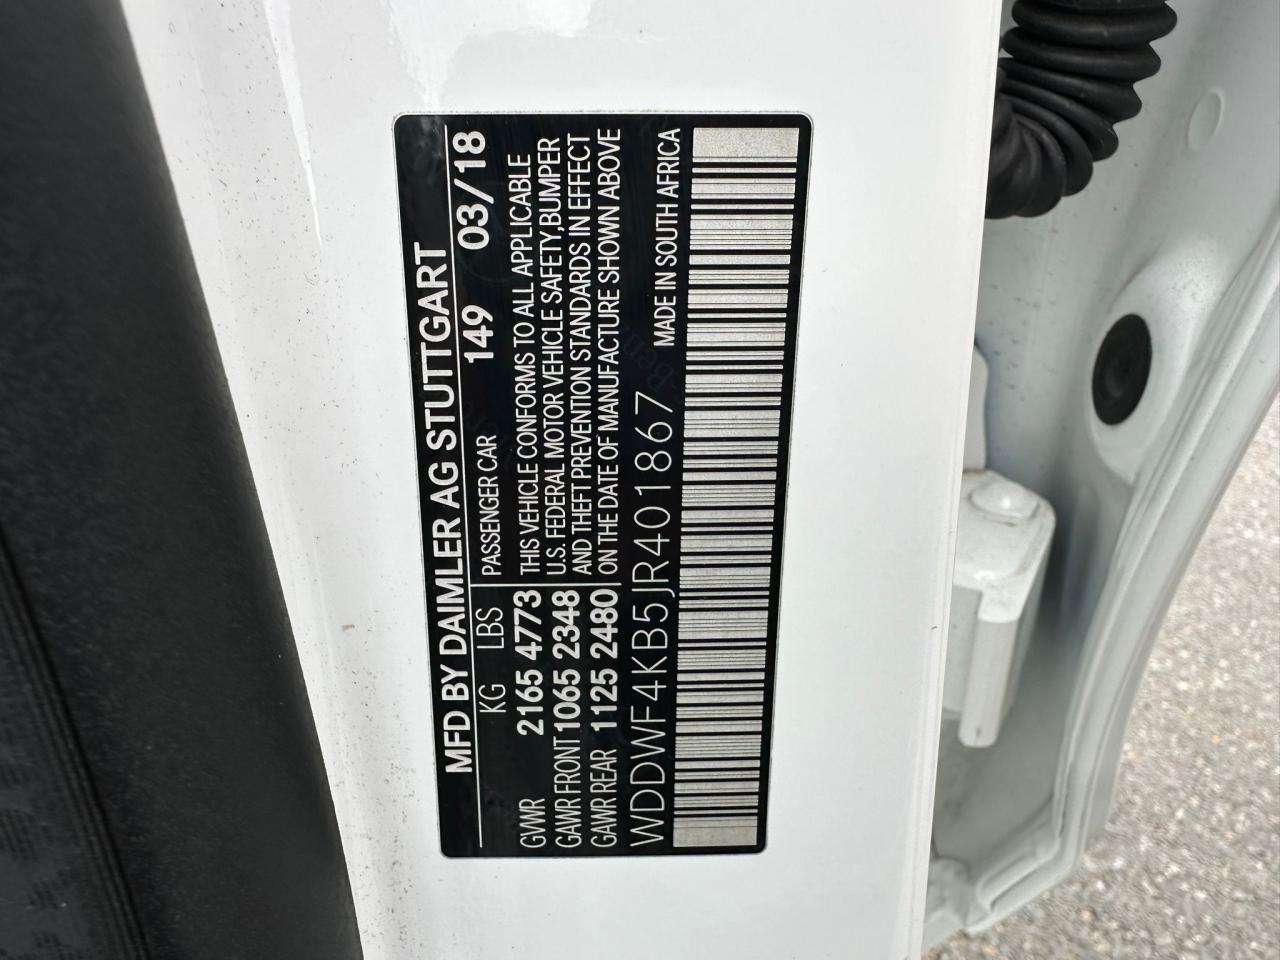 MFD BY DAIMLER AG STUTTGART
149 03/18
KG LBS
PASSENGER CAR
GVWR 2165 4773
GAWR FRONT 1065 2348
GAWR REAR 1125 2480
THIS VEHICLE CONFORMS TO ALL APPLICABLE
U.S. FEDERAL MOTOR VEHICLE SAFETY,BUMPER
AND THEFT PREVENTION STANDARDS IN EFFECT
ON THE DATE OF MANUFACTURE SHOWN ABOVE
WDDWF4KB5JR401867
MADE IN SOUTH AFRICA